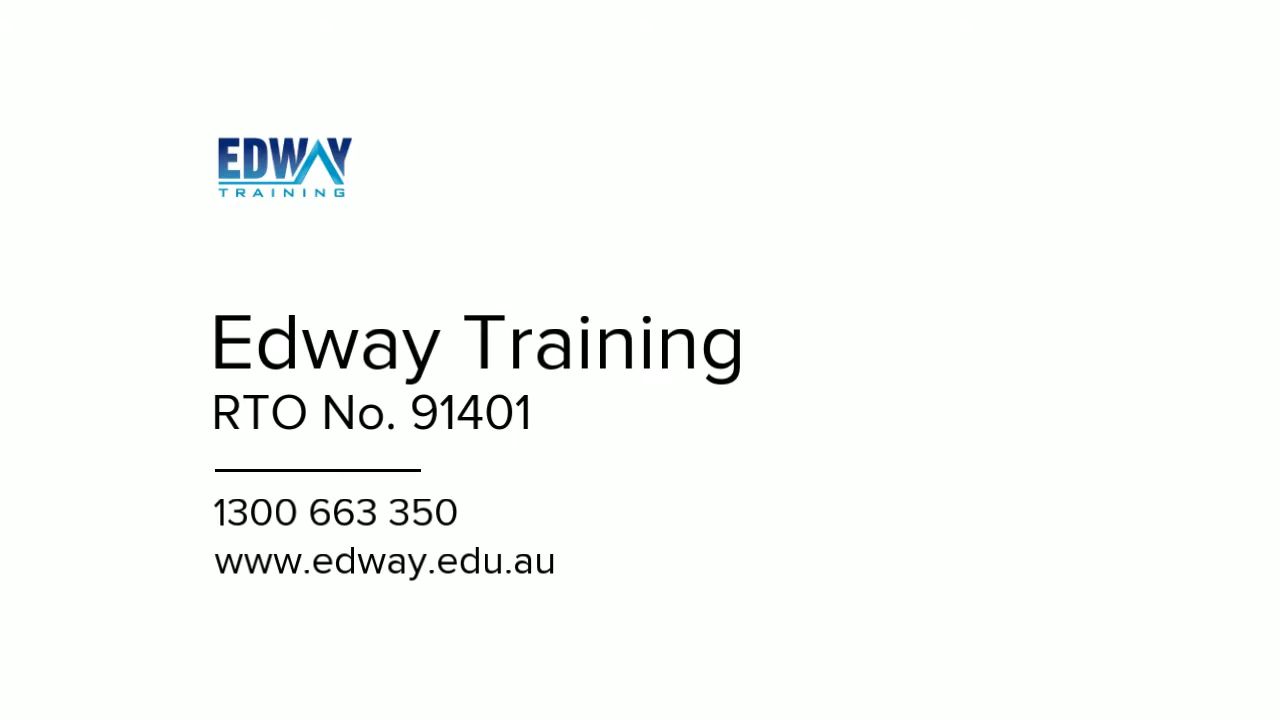 EDWAY
TRAINING
Edway Training
RTO No. 91401
1300 663 350
www.edway.edu.au